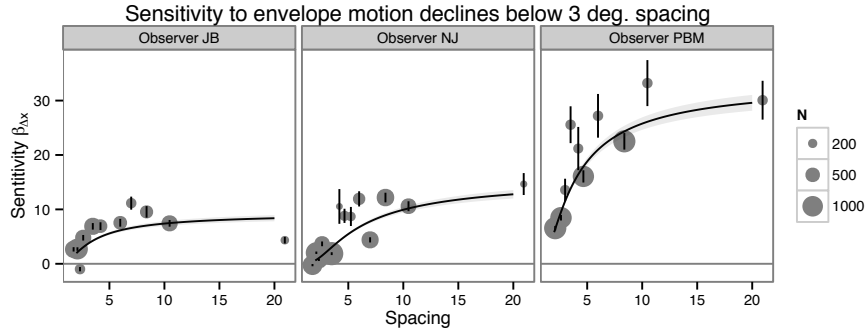 Sensitivity to envelope motion declines below 3 deg. spacing
Observer JB
Observer NJ
Observer PBM
Sentitivity βΔx
30
20
10
0
5 10 15 20
5 10 15 20
5 10 15 20
Spacing
N
200
500
1000